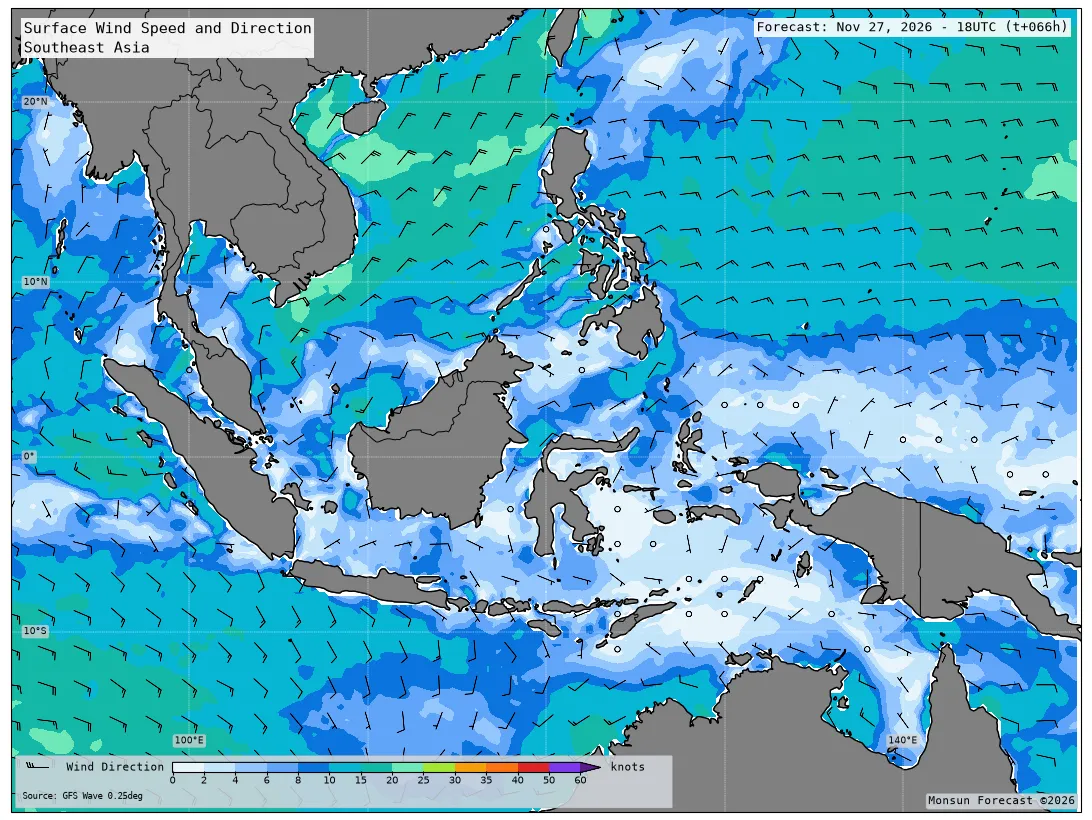 Surface Wind Speed and Direction
Southeast Asia
Forecast: Nov 27, 2026 - 18UTC (t+066h)
20°N
10°N
0°
10°S
100°E
140°E
Wind Direction
0 2 4 6 8 10 15 20 25 30 35 40 50 60
knots
Source: GFS Wave 0.25deg
Monsun Forecast ©2026